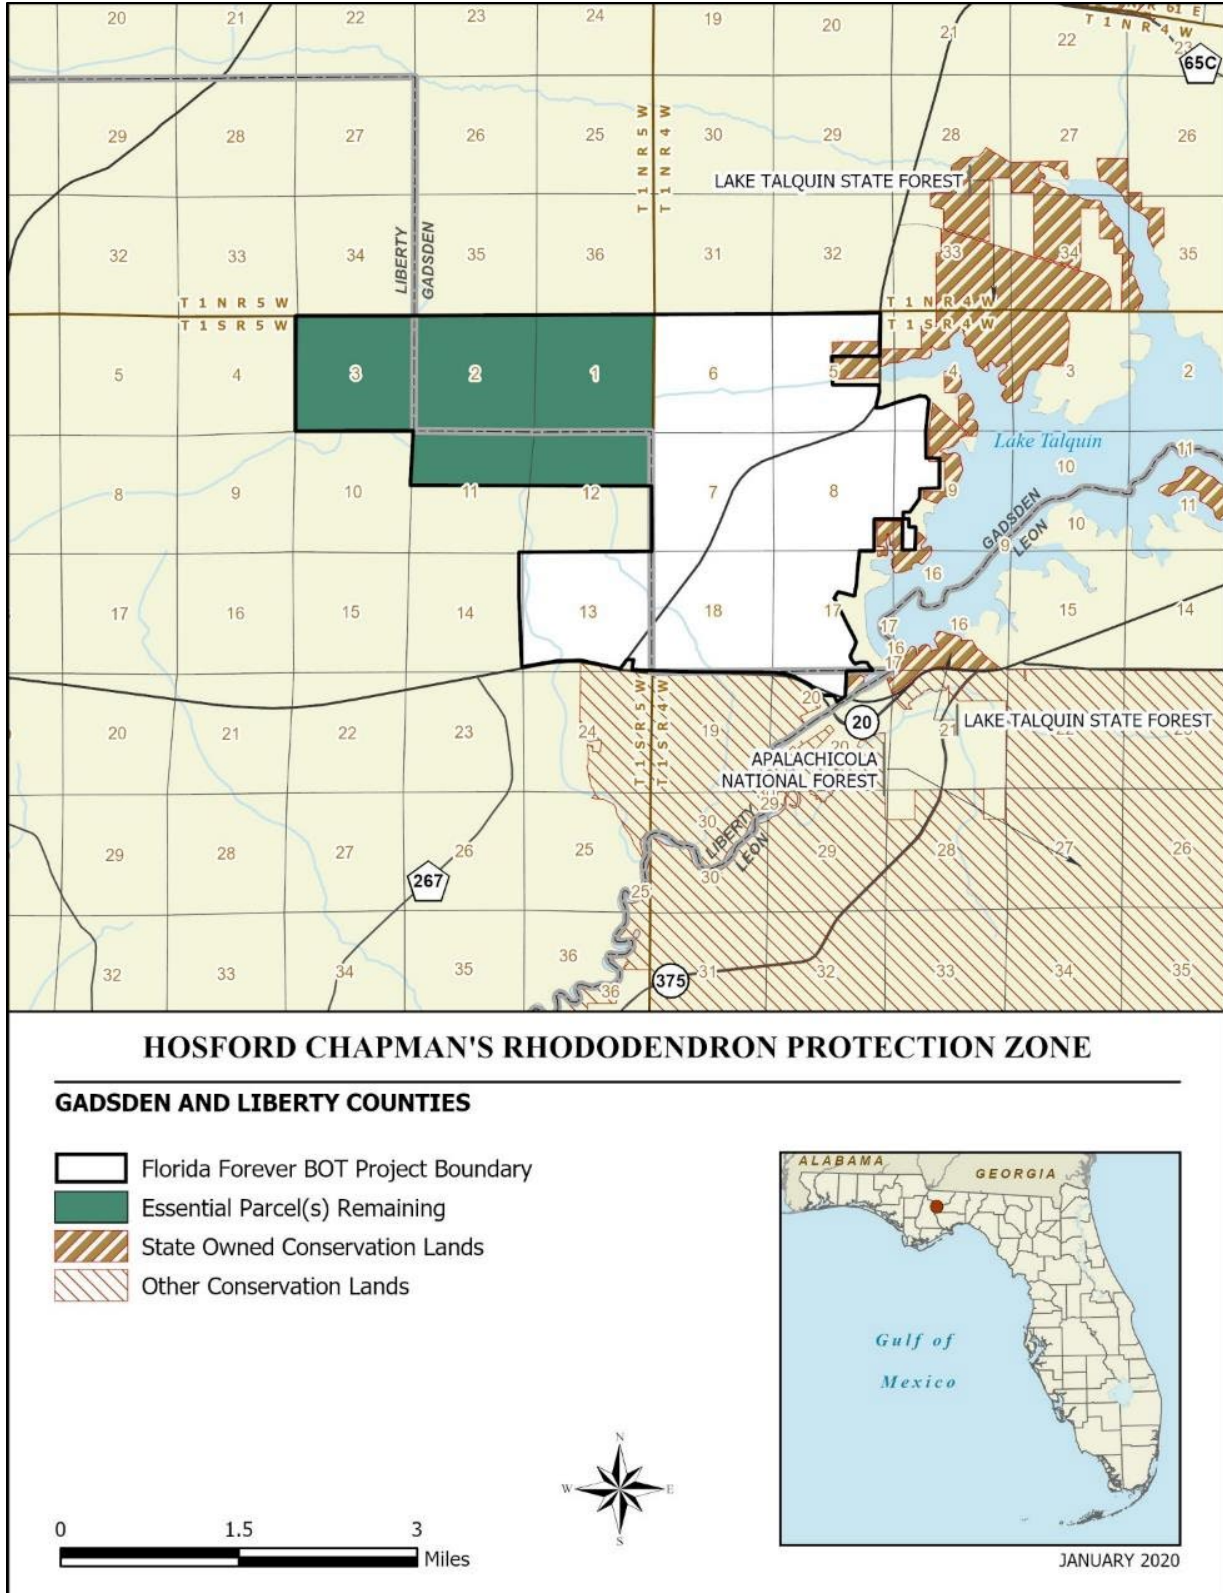 20 21 22 23 24 19 20 21 22 23
T 1 N R 4 W
65C
29 28 27 26 25 30 29 28 27 26
T 1 N R 5 W
T 1 N R 4 W
LAKE TALQUIN STATE FOREST
32 33 34 35 36 31 32 33 34 35
LIBERTY
GADSDEN
T 1 N R 5 W
T 1 S R 5 W
T 1 N R 4 W
T 1 S R 4 W
5 4 3 2 1 6 5 4 3 2
Lake Talquin
8 9 10 11 12 7 8 9 10 11
11
GADSDEN
LEON
10
9
17 16 15 14 13 18 17 16 15 14
17 16
16
17
20 21 22 23 24 19 20
20
20
21 22 23
LAKE TALQUIN STATE FOREST
T 1 S R 5 W
T 1 S R 4 W
APALACHICOLA
NATIONAL FOREST
LIBERTY
LEON
29 28 27 26 25 30 29 29 28 27 26
267
25 30
32 33 34 35 36 31 32 33 34 35
36
375
HOSFORD CHAPMAN'S RHODODENDRON PROTECTION ZONE
GADSDEN AND LIBERTY COUNTIES
Florida Forever BOT Project Boundary
Essential Parcel(s) Remaining
State Owned Conservation Lands
Other Conservation Lands
ALABAMA
GEORGIA
Gulf of
Mexico
N
W E
S
0 1.5 3
Miles
JANUARY 2020